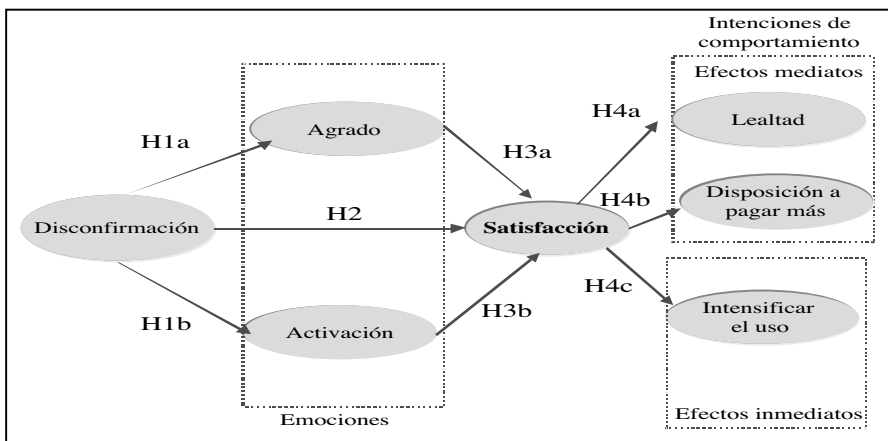 Intenciones de
comportamiento
Efectos mediatos
H4a
Lealtad
Agrado
H1a
H3a
H4b
Disposición a
pagar más
Disconfirmación
H2
Satisfacción
H4c
Intensificar
el uso
H1b
Activación
H3b
Emociones
Efectos inmediatos